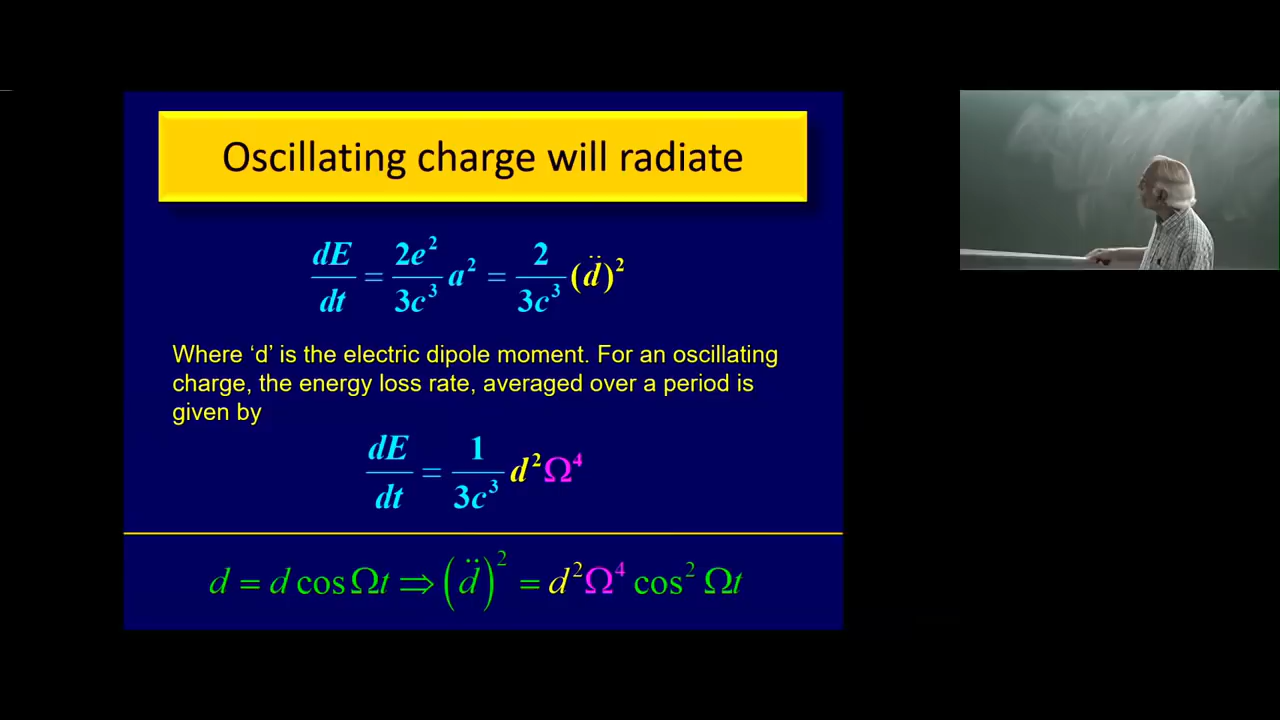 Oscillating charge will radiate
dE/dt = 2e²/3c³ a² = 2/3c³ (d̈)²
Where ‘d’ is the electric dipole moment. For an oscillating
charge, the energy loss rate, averaged over a period is
given by
dE/dt = 1/3c³ d²Ω⁴
d = d cos Ωt ⇒ (d̈)² = d²Ω⁴ cos² Ωt